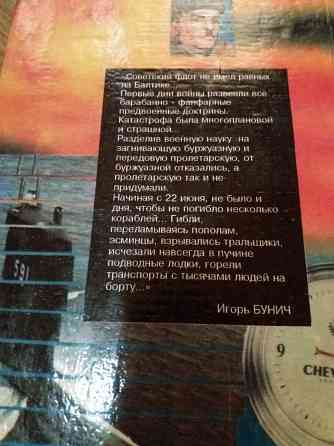 «Советский флот не имел равных
на Балтике...
Первые дни войны развеяли все
барабанно - фанфарные
предвоенные доктрины.
Катастрофа была многоплановой
и страшной...
Разделив военную науку на
загнивающую буржуазную и
передовую пролетарскую, от
буржуазной отказались, а
пролетарскую так и не
придумали.
Начиная с 22 июня, не было и
дня, чтобы не погибло несколько
кораблей... Гибли,
переламываясь пополам,
эсминцы, взрывались тральщики,
исчезали навсегда в пучине
подводные лодки, горели
транспорты с тысячами людей на
борту...»
Игорь БУНИЧ
591
9
CHE